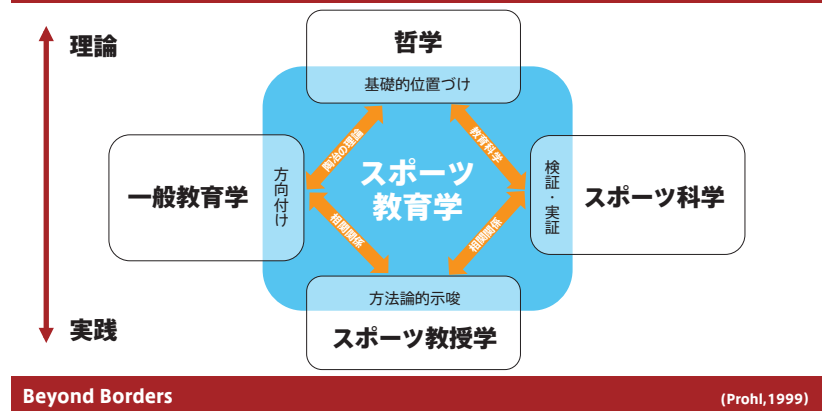 理論
哲学
基礎的位置づけ
陶冶の理論
教育科学
一般教育学
方向付け
スポーツ
教育学
検証・実証
スポーツ科学
相関関係
相関関係
方法論的示唆
スポーツ教授学
実践
Beyond Borders
(Prohl,1999)